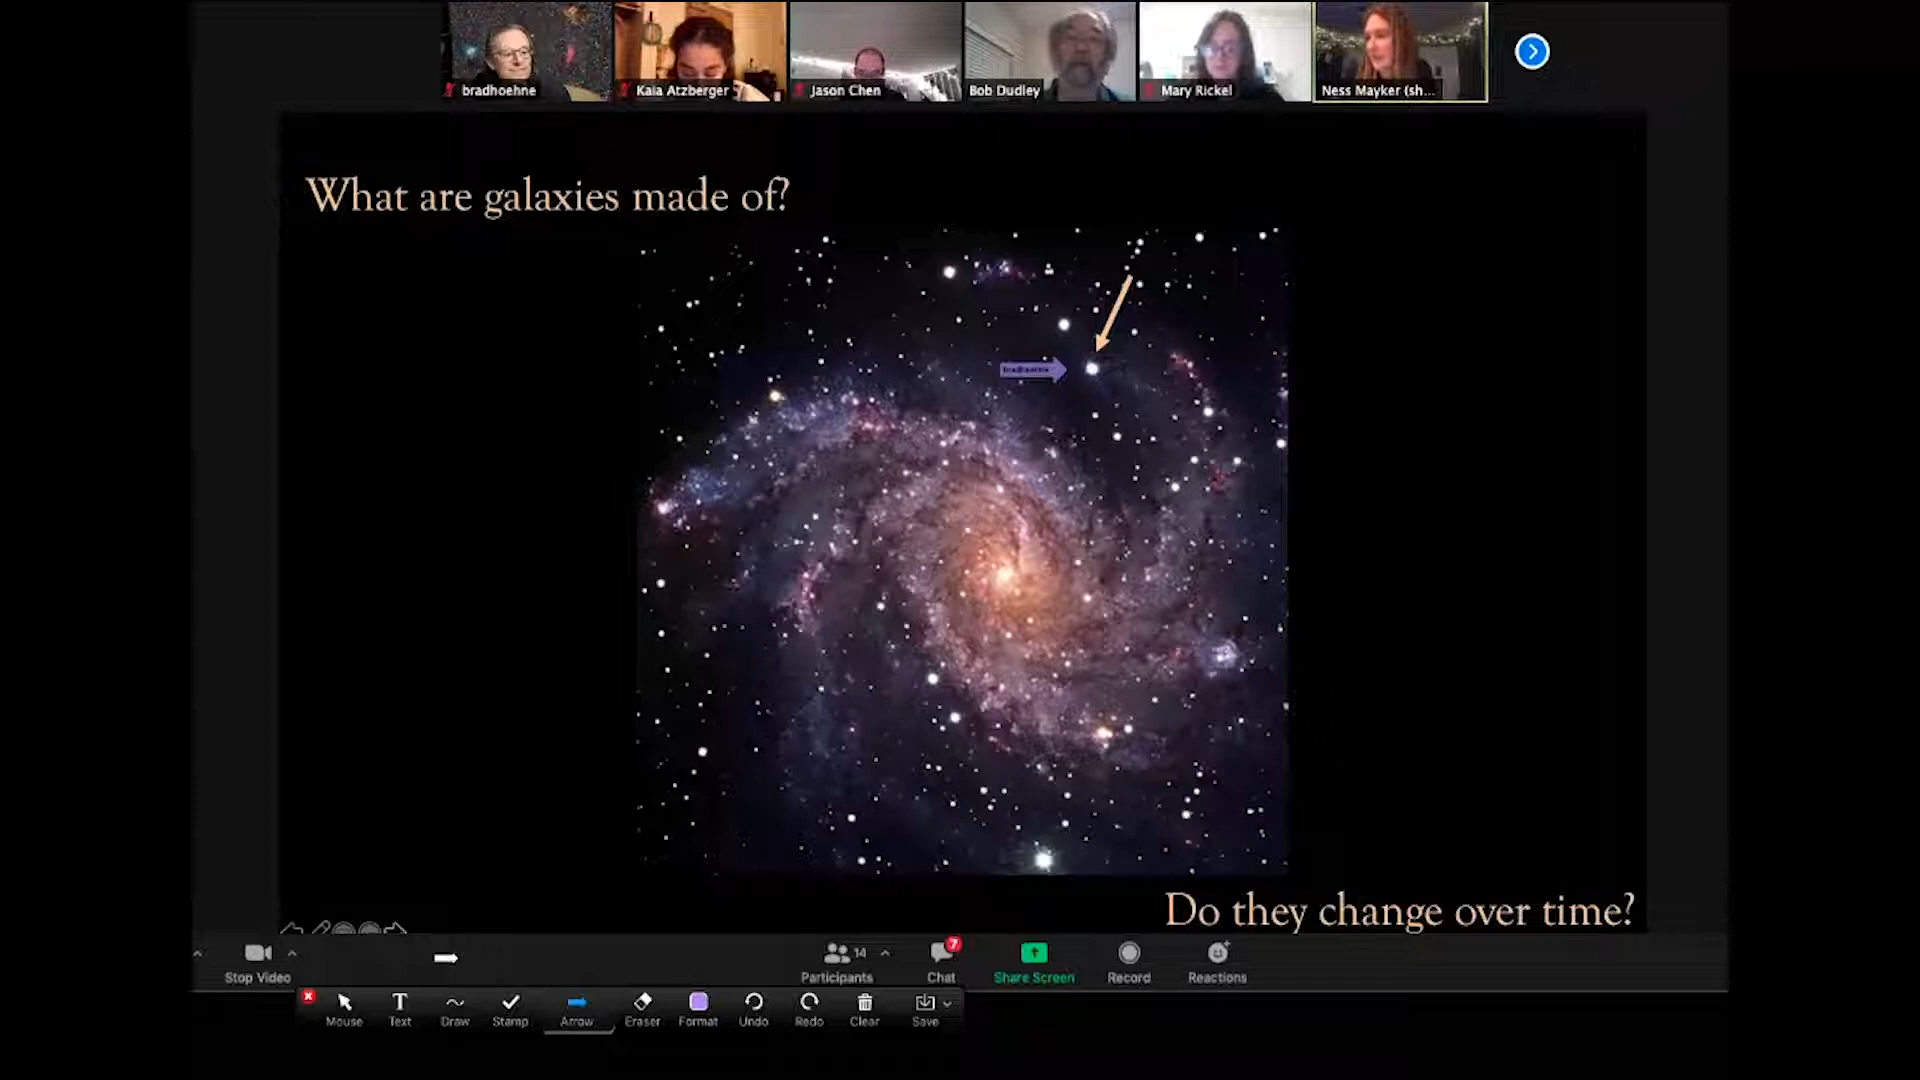 bradhoehne
Kaia Atzberger
Jason Chen
Bob Dudley
Mary Rickel
Ness Mayker (sh...
What are galaxies made of?
Do they change over time?
Stop Video
14
Participants
7
Chat
Share Screen
Record
Reactions
Mouse
Text
Draw
Stamp
Arrow
Eraser
Format
Undo
Redo
Clear
Save